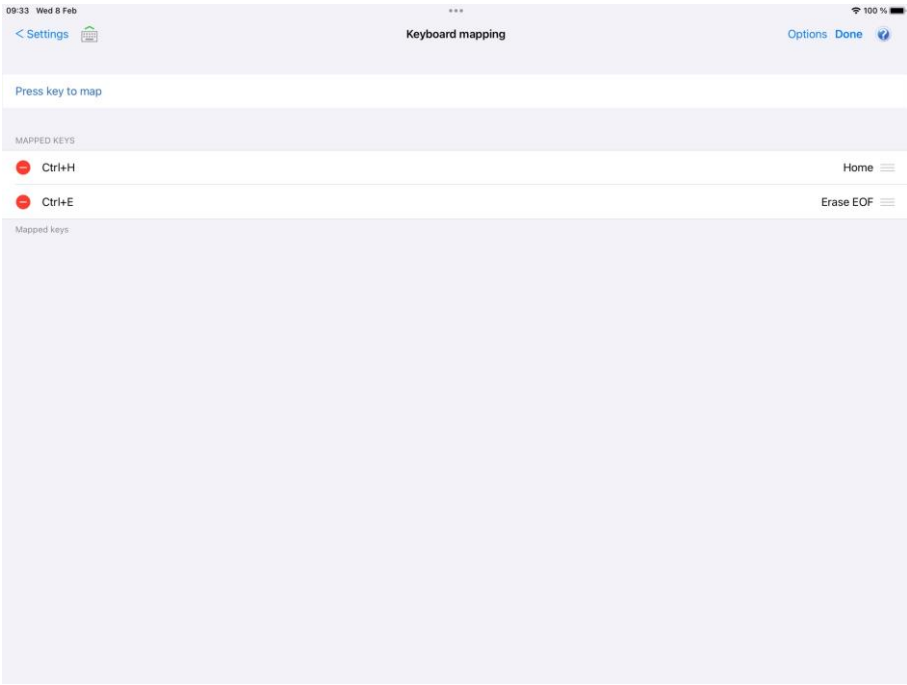 09:33 Wed 8 Feb 100 %
< Settings Keyboard mapping Options Done ?
Press key to map
MAPPED KEYS
Ctrl+H Home
Ctrl+E Erase EOF
Mapped keys